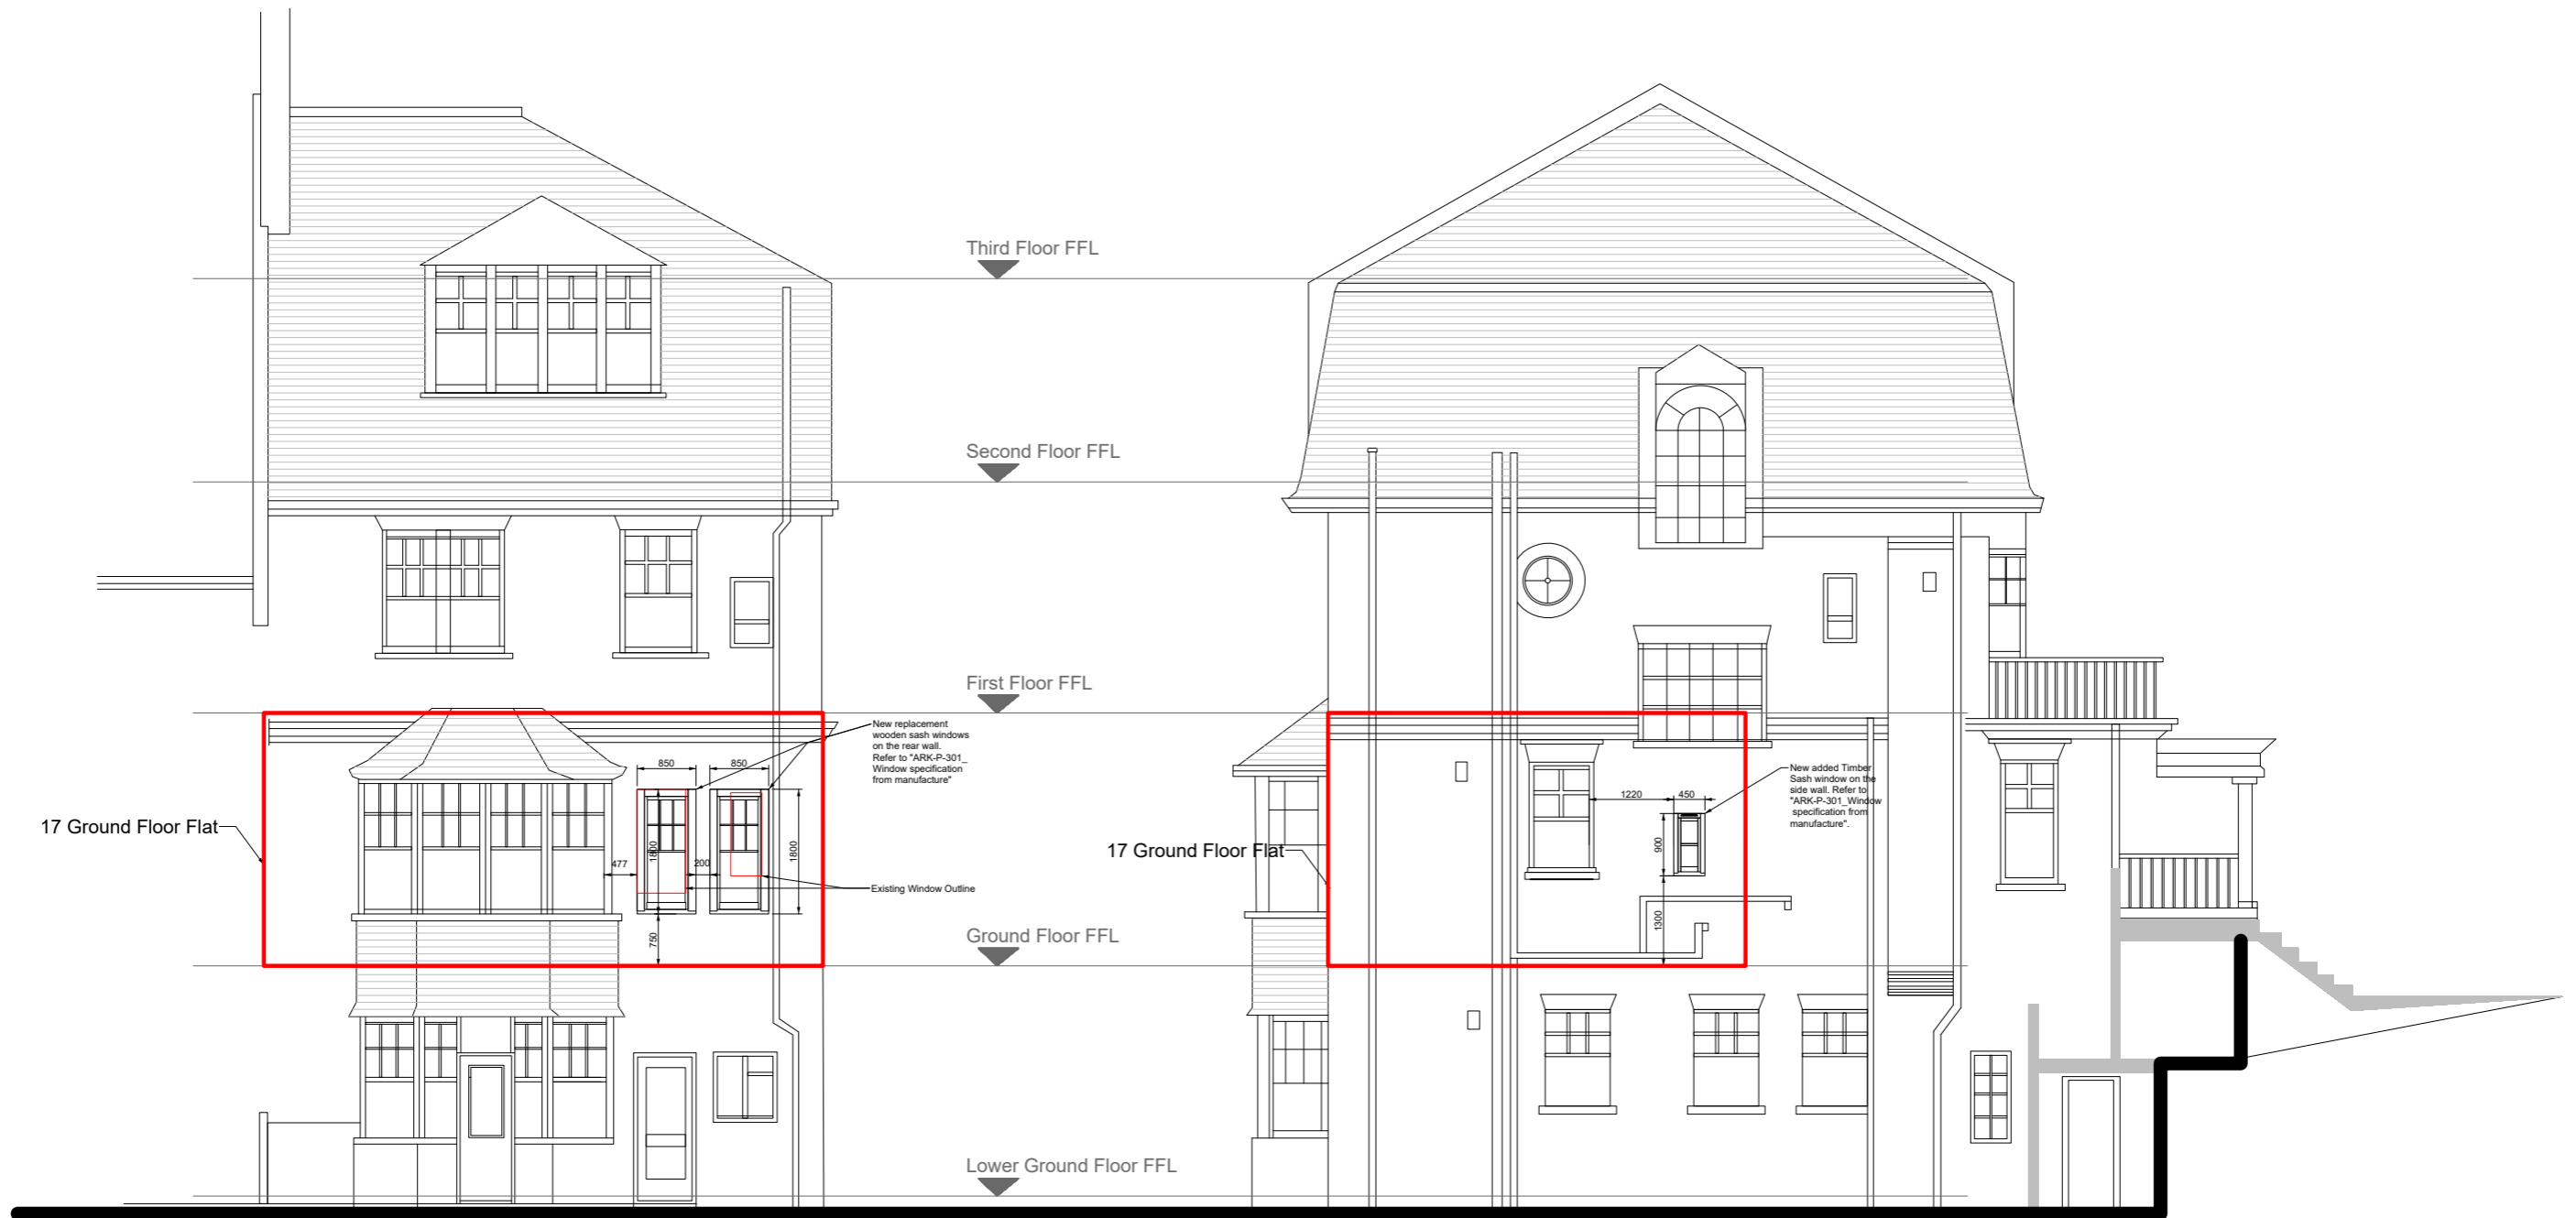 Third Floor FFL
Second Floor FFL
First Floor FFL
New replacement
wooden sash windows
on the rear wall.
Refer to "ARK-P-301_
Window specification
from manufacture"
850
850
17 Ground Floor Flat
477
1800
200
1800
Existing Window Outline
750
Ground Floor FFL
Lower Ground Floor FFL
New added Timber
Sash window on the
side wall. Refer to
"ARK-P-301_Window
specification from
manufacture".
1220
450
900
17 Ground Floor Flat
1300